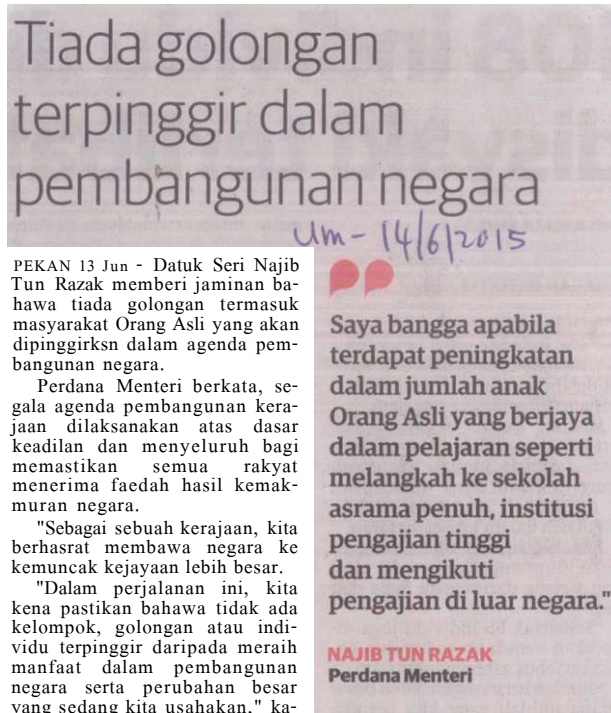 Tiada golongan
terpinggir dalam
pembangunan negara
Um - 14/6/2015
PEKAN 13 Jun - Datuk Seri Najib
Tun Razak memberi jaminan ba-
hawa tiada golongan termasuk
masyarakat Orang Asli yang akan
dipinggirksn dalam agenda pem-
bangunan negara.
Perdana Menteri berkata, se-
gala agenda pembangunan kera-
jaan dilaksanakan atas dasar
keadilan dan menyeluruh bagi
memastikan semua rakyat
menerima faedah hasil kemak-
muran negara.
"Sebagai sebuah kerajaan, kita
berhasrat membawa negara ke
kemuncak kejayaan lebih besar.
"Dalam perjalanan ini, kita
kena pastikan bahawa tidak ada
kelompok, golongan atau indi-
vidu terpinggir daripada meraih
manfaat dalam pembangunan
negara serta perubahan besar
yang sedang kita usahakan," ka-
Saya bangga apabila
terdapat peningkatan
dalam jumlah anak
Orang Asli yang berjaya
dalam pelajaran seperti
melangkah ke sekolah
asrama penuh, institusi
pengajian tinggi
dan mengikuti
pengajian di luar negara."
NAJIB TUN RAZAK
Perdana Menteri